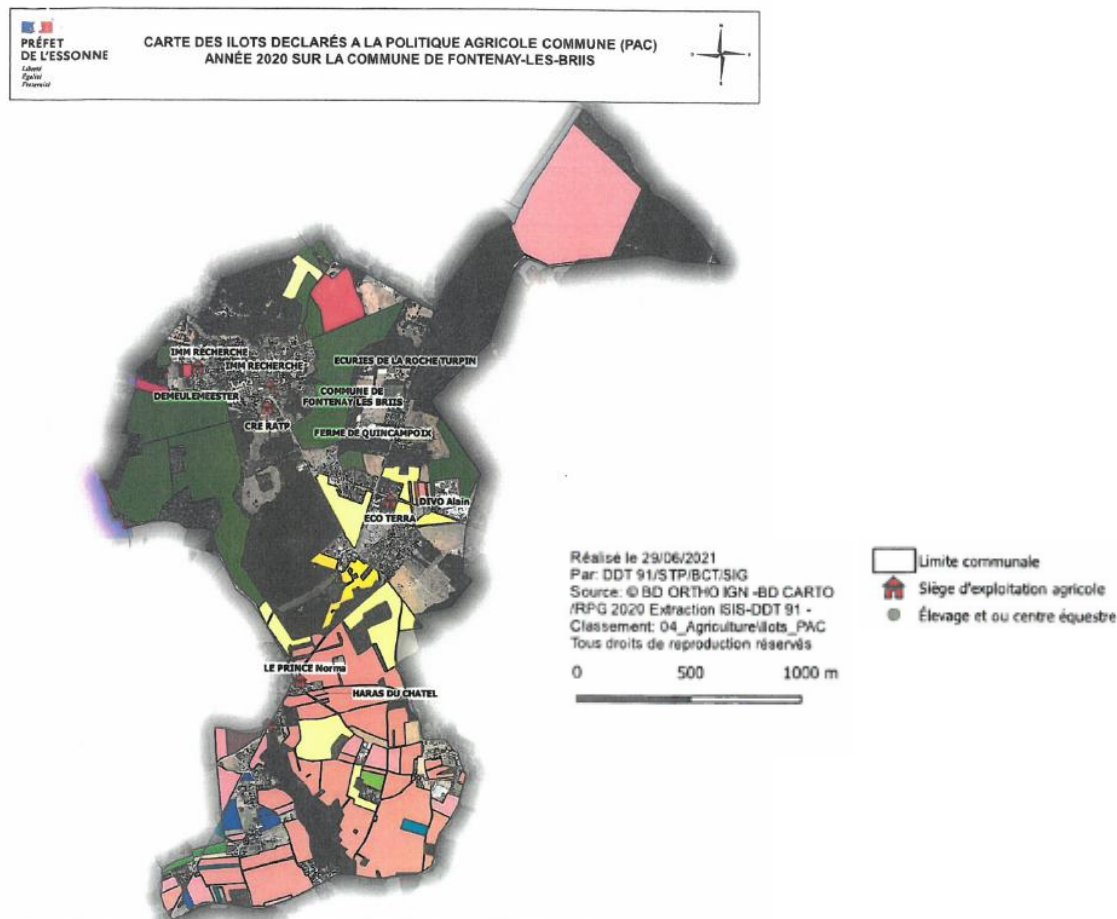 PRÉFET
DE L'ESSONNE
Liberté
Égalité
Fraternité
CARTE DES ILOTS DECLARÉS A LA POLITIQUE AGRICOLE COMMUNE (PAC)
ANNÉE 2020 SUR LA COMMUNE DE FONTENAY-LES-BRIIS
IMM RECHERCHE
IMM RECHERCHE
ECURIES DE LA ROCHE TURPIN
DEMEULEMEESTER
COMMUNE DE
FONTENAY LES BRIIS
CRE RATP
FERME DE QUINCAMPOIX
DIVO Alain
ECO TERRA
LE PRINCE Norma
HARAS DU CHATEL
Réalisé le 29/06/2021
Par: DDT 91/STP/BCT/SIG
Source: © BD ORTHO IGN -BD CARTO
/RPG 2020 Extraction ISIS-DDT 91 -
Classement: 04_Agriculture\Ilots_PAC
Tous droits de reproduction réservés
0 500 1000 m
Limite communale
Siège d'exploitation agricole
Élevage et ou centre équestre